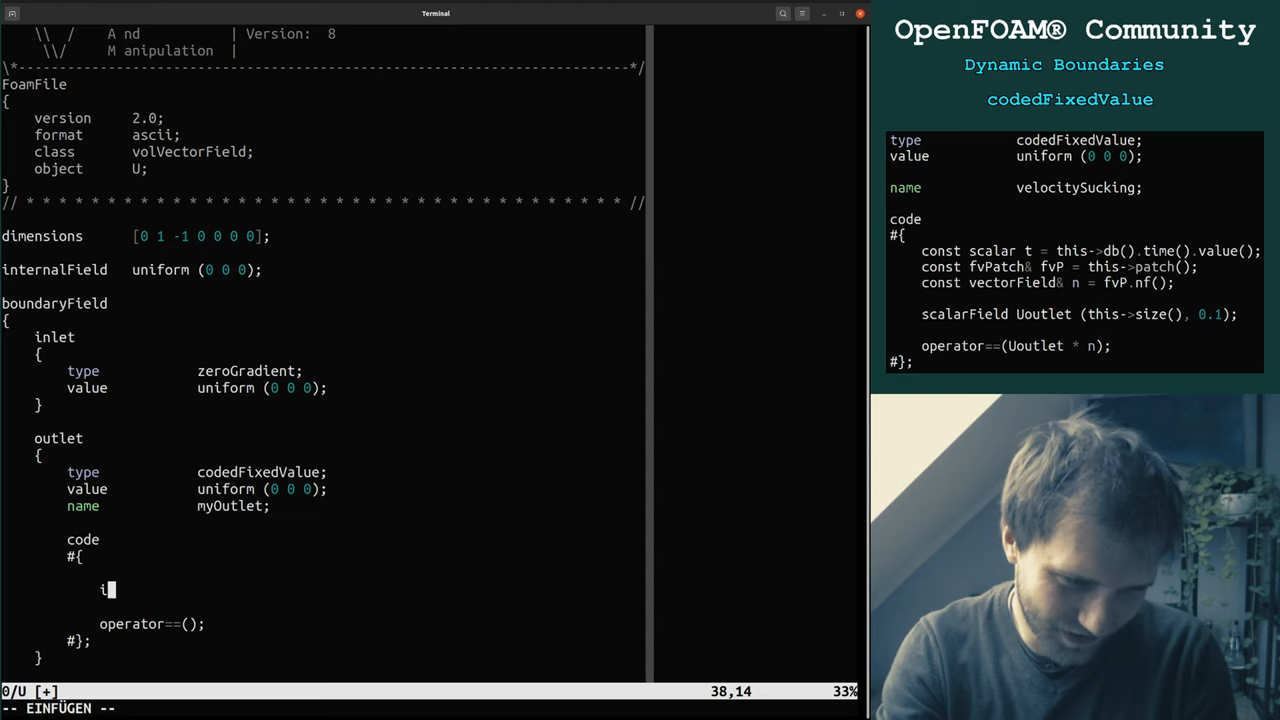 Terminal
\\  /    A nd           | Version:  8
\\/     M anipulation  |
\*---------------------------------------------------------------------------*/
FoamFile
{
version     2.0;
format      ascii;
class       volVectorField;
object      U;
}
// * * * * * * * * * * * * * * * * * * * * * * * * * * * * * * * * * * * * * //
dimensions      [0 1 -1 0 0 0 0];
internalField   uniform (0 0 0);
boundaryField
{
inlet
{
type            zeroGradient;
value           uniform (0 0 0);
}
outlet
{
type            codedFixedValue;
value           uniform (0 0 0);
name            myOutlet;
code
#{
i
operator==();
#};
}
0/U [+] 38,14 33%
-- EINFÜGEN --
OpenFOAM® Community
Dynamic Boundaries
codedFixedValue
type            codedFixedValue;
value           uniform (0 0 0);
name            velocitySucking;
code
#{
const scalar t = this->db().time().value();
const fvPatch& fvP = this->patch();
const vectorField& n = fvP.nf();
scalarField Uoutlet (this->size(), 0.1);
operator==(Uoutlet * n);
#};